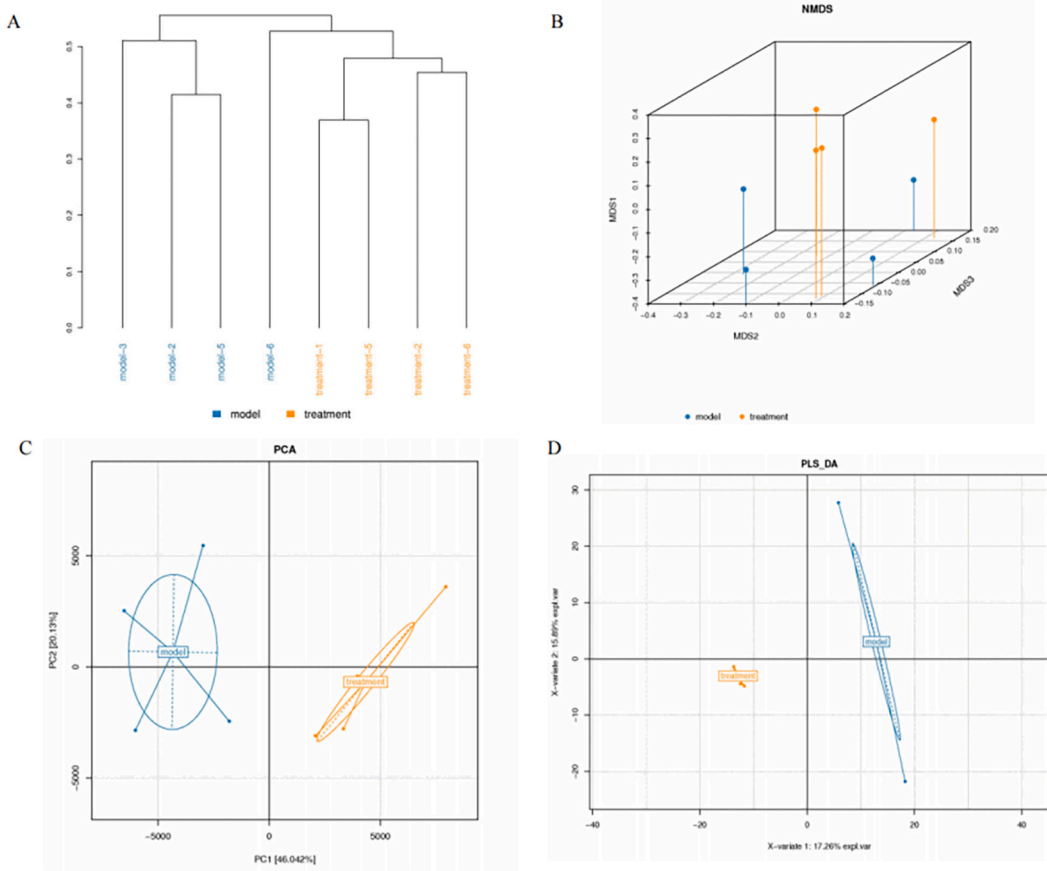 A
0.5
0.4
0.3
0.2
0.1
0.0
model-3
model-2
model-5
model-6
treatment-1
treatment-5
treatment-2
treatment-6
model treatment
B
NMDS
MDS1
0.4
0.3
0.2
0.1
0.0
−0.1
−0.2
−0.3
−0.4
−0.4 −0.3 −0.2 −0.1 0.0 0.1 0.2
MDS2
−0.15
−0.10
−0.05
0.00
0.05
0.10
0.15
0.20
MDS3
model treatment
C
PCA
PC2 [20.13%]
5000
0
−5000
model
treatment
−5000 0 5000
PC1 [46.042%]
D
PLS_DA
X-variate 2: 15.89% expl.var
30
20
10
0
−10
−20
model
treatment
−40 −20 0 20 40
X-variate 1: 17.26% expl.var